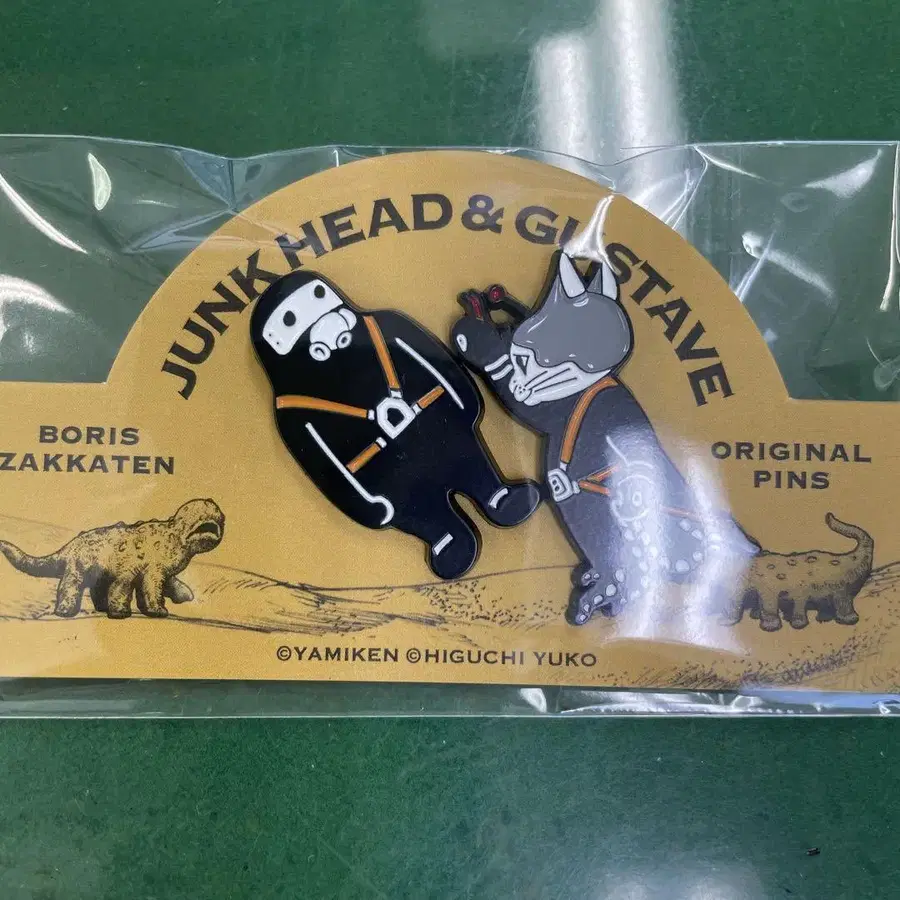 JUNK HEAD & GUSTAVE
BORIS
ZAKKATEN
ORIGINAL
PINS
©YAMIKEN ©HIGUCHI YUKO